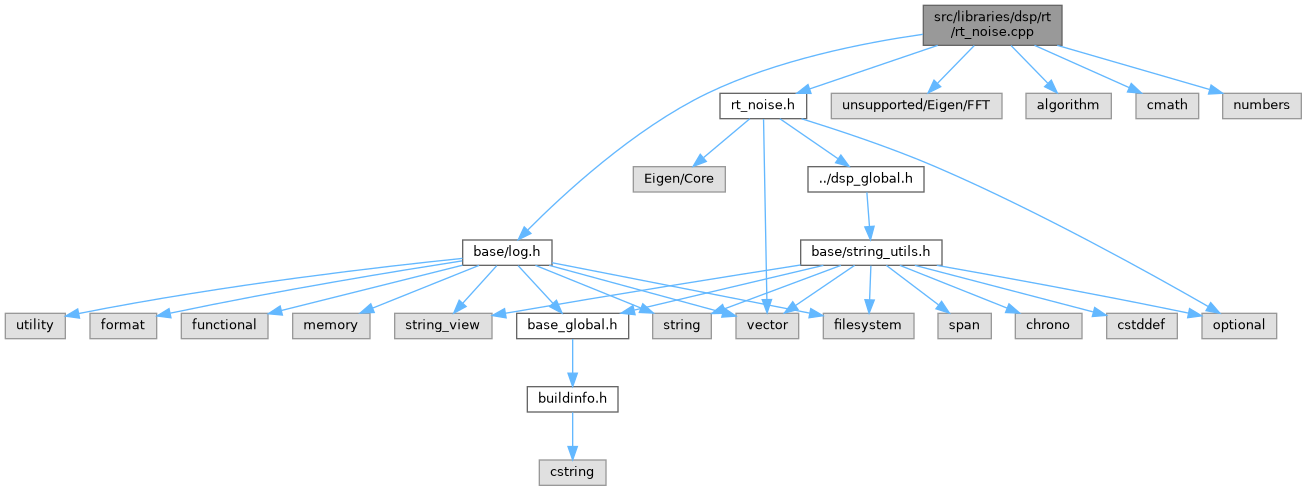 src/libraries/dsp/rt
/rt_noise.cpp
rt_noise.h
unsupported/Eigen/FFT
algorithm
cmath
numbers
Eigen/Core
../dsp_global.h
base/log.h
base/string_utils.h
utility
format
functional
memory
string_view
base_global.h
string
vector
filesystem
span
chrono
cstddef
optional
buildinfo.h
cstring